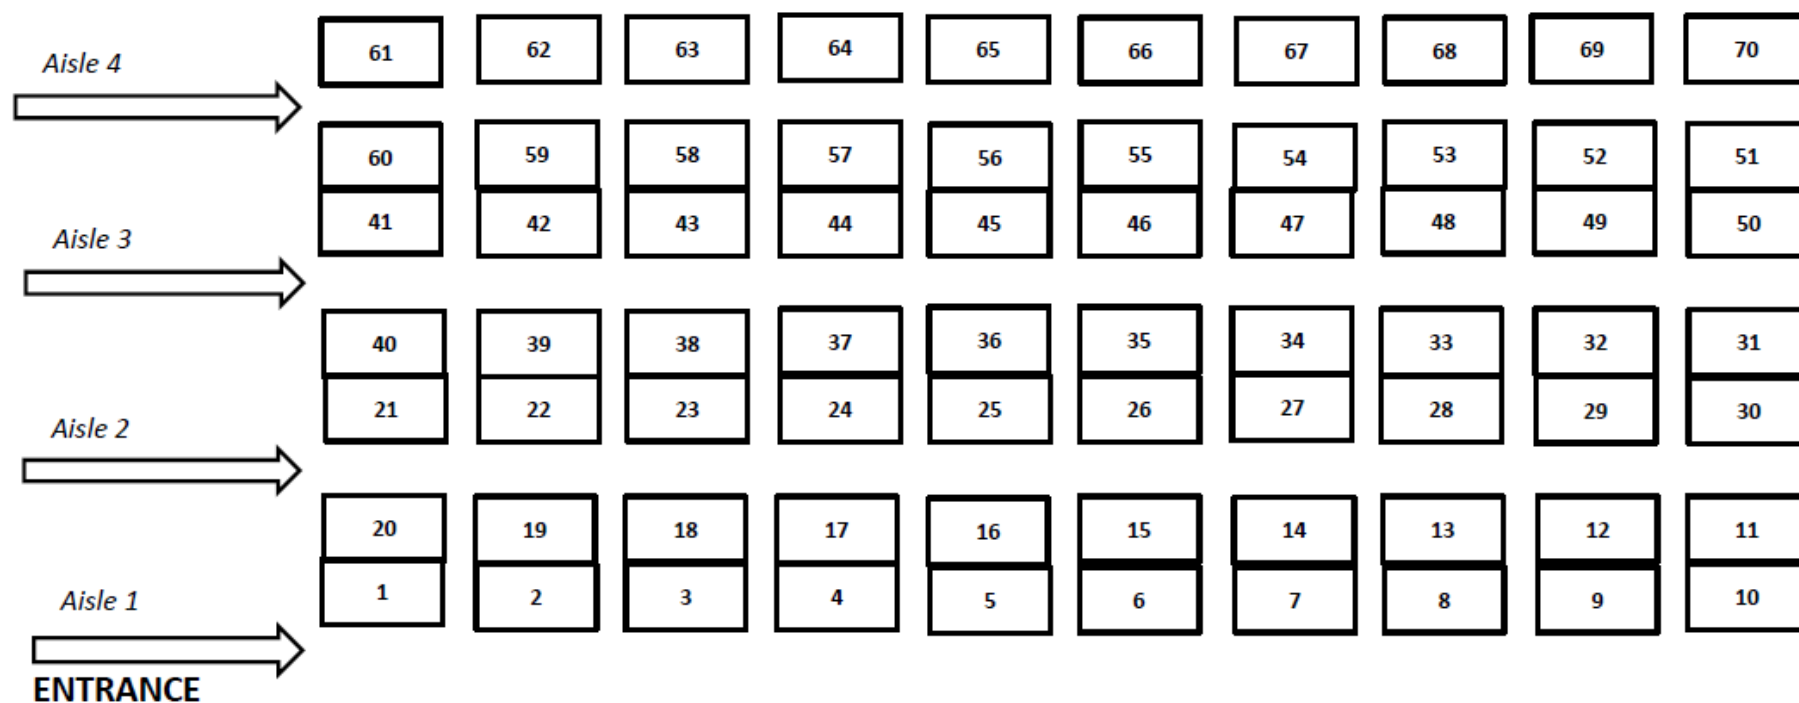 Aisle 4
61 62 63 64 65 66 67 68 69 70
60 59 58 57 56 55 54 53 52 51
41 42 43 44 45 46 47 48 49 50
Aisle 3
40 39 38 37 36 35 34 33 32 31
21 22 23 24 25 26 27 28 29 30
Aisle 2
20 19 18 17 16 15 14 13 12 11
1 2 3 4 5 6 7 8 9 10
Aisle 1
ENTRANCE